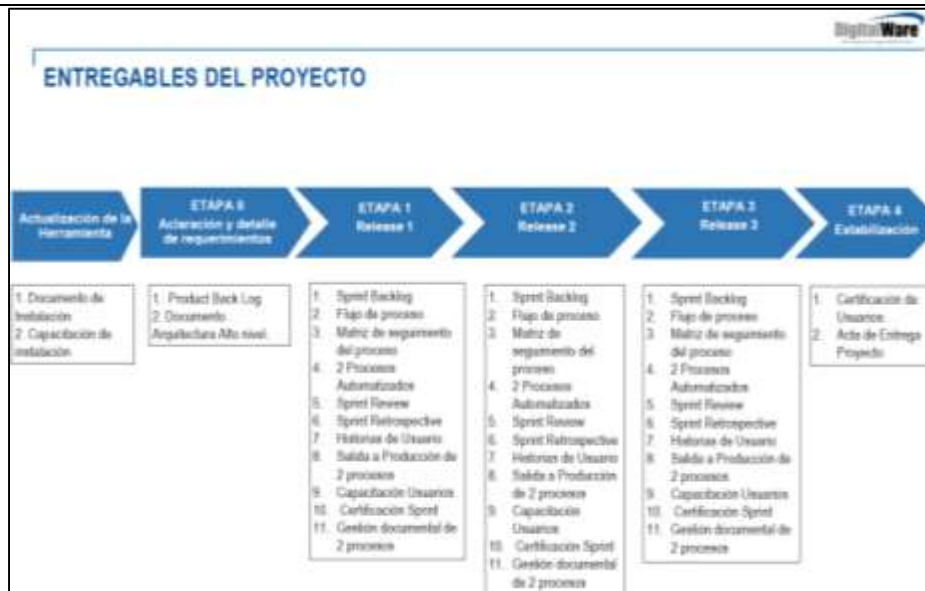 DigitalWare
ENTREGABLES DEL PROYECTO
Actualización de la
Herramienta
ETAPA 0
Aclaración y detalle
de requerimientos
ETAPA 1
Release 1
ETAPA 2
Release 2
ETAPA 3
Release 3
ETAPA 4
Estabilización
1. Documento de
Instalación
2. Capacitación de
instalación
1. Product Back Log
2. Documento
Arquitectura Alto nivel.
1. Sprint Backlog
2. Flujo de proceso
3. Matriz de seguimiento
del proceso
4. 2 Procesos
Automatizados
5. Sprint Review
6. Sprint Retrospective
7. Historias de Usuario
8. Salida a Producción de
2 procesos
9. Capacitación Usuarios
10. Certificación Sprint
11. Gestión documental de
2 procesos
1. Sprint Backlog
2. Flujo de proceso
3. Matriz de
seguimiento del
proceso
4. 2 Procesos
Automatizados
5. Sprint Review
6. Sprint Retrospective
7. Historias de Usuario
8. Salida a Producción
de 2 procesos
9. Capacitación
Usuarios
10. Certificación Sprint
11. Gestión documental
de 2 procesos
1. Sprint Backlog
2. Flujo de proceso
3. Matriz de seguimiento
del proceso
4. 2 Procesos
Automatizados
5. Sprint Review
6. Sprint Retrospective
7. Historias de Usuario
8. Salida a Producción de
2 procesos
9. Capacitación Usuarios
10. Certificación Sprint
11. Gestión documental de
2 procesos
1. Certificación de
Usuarios.
2. Acta de Entrega
Proyecto